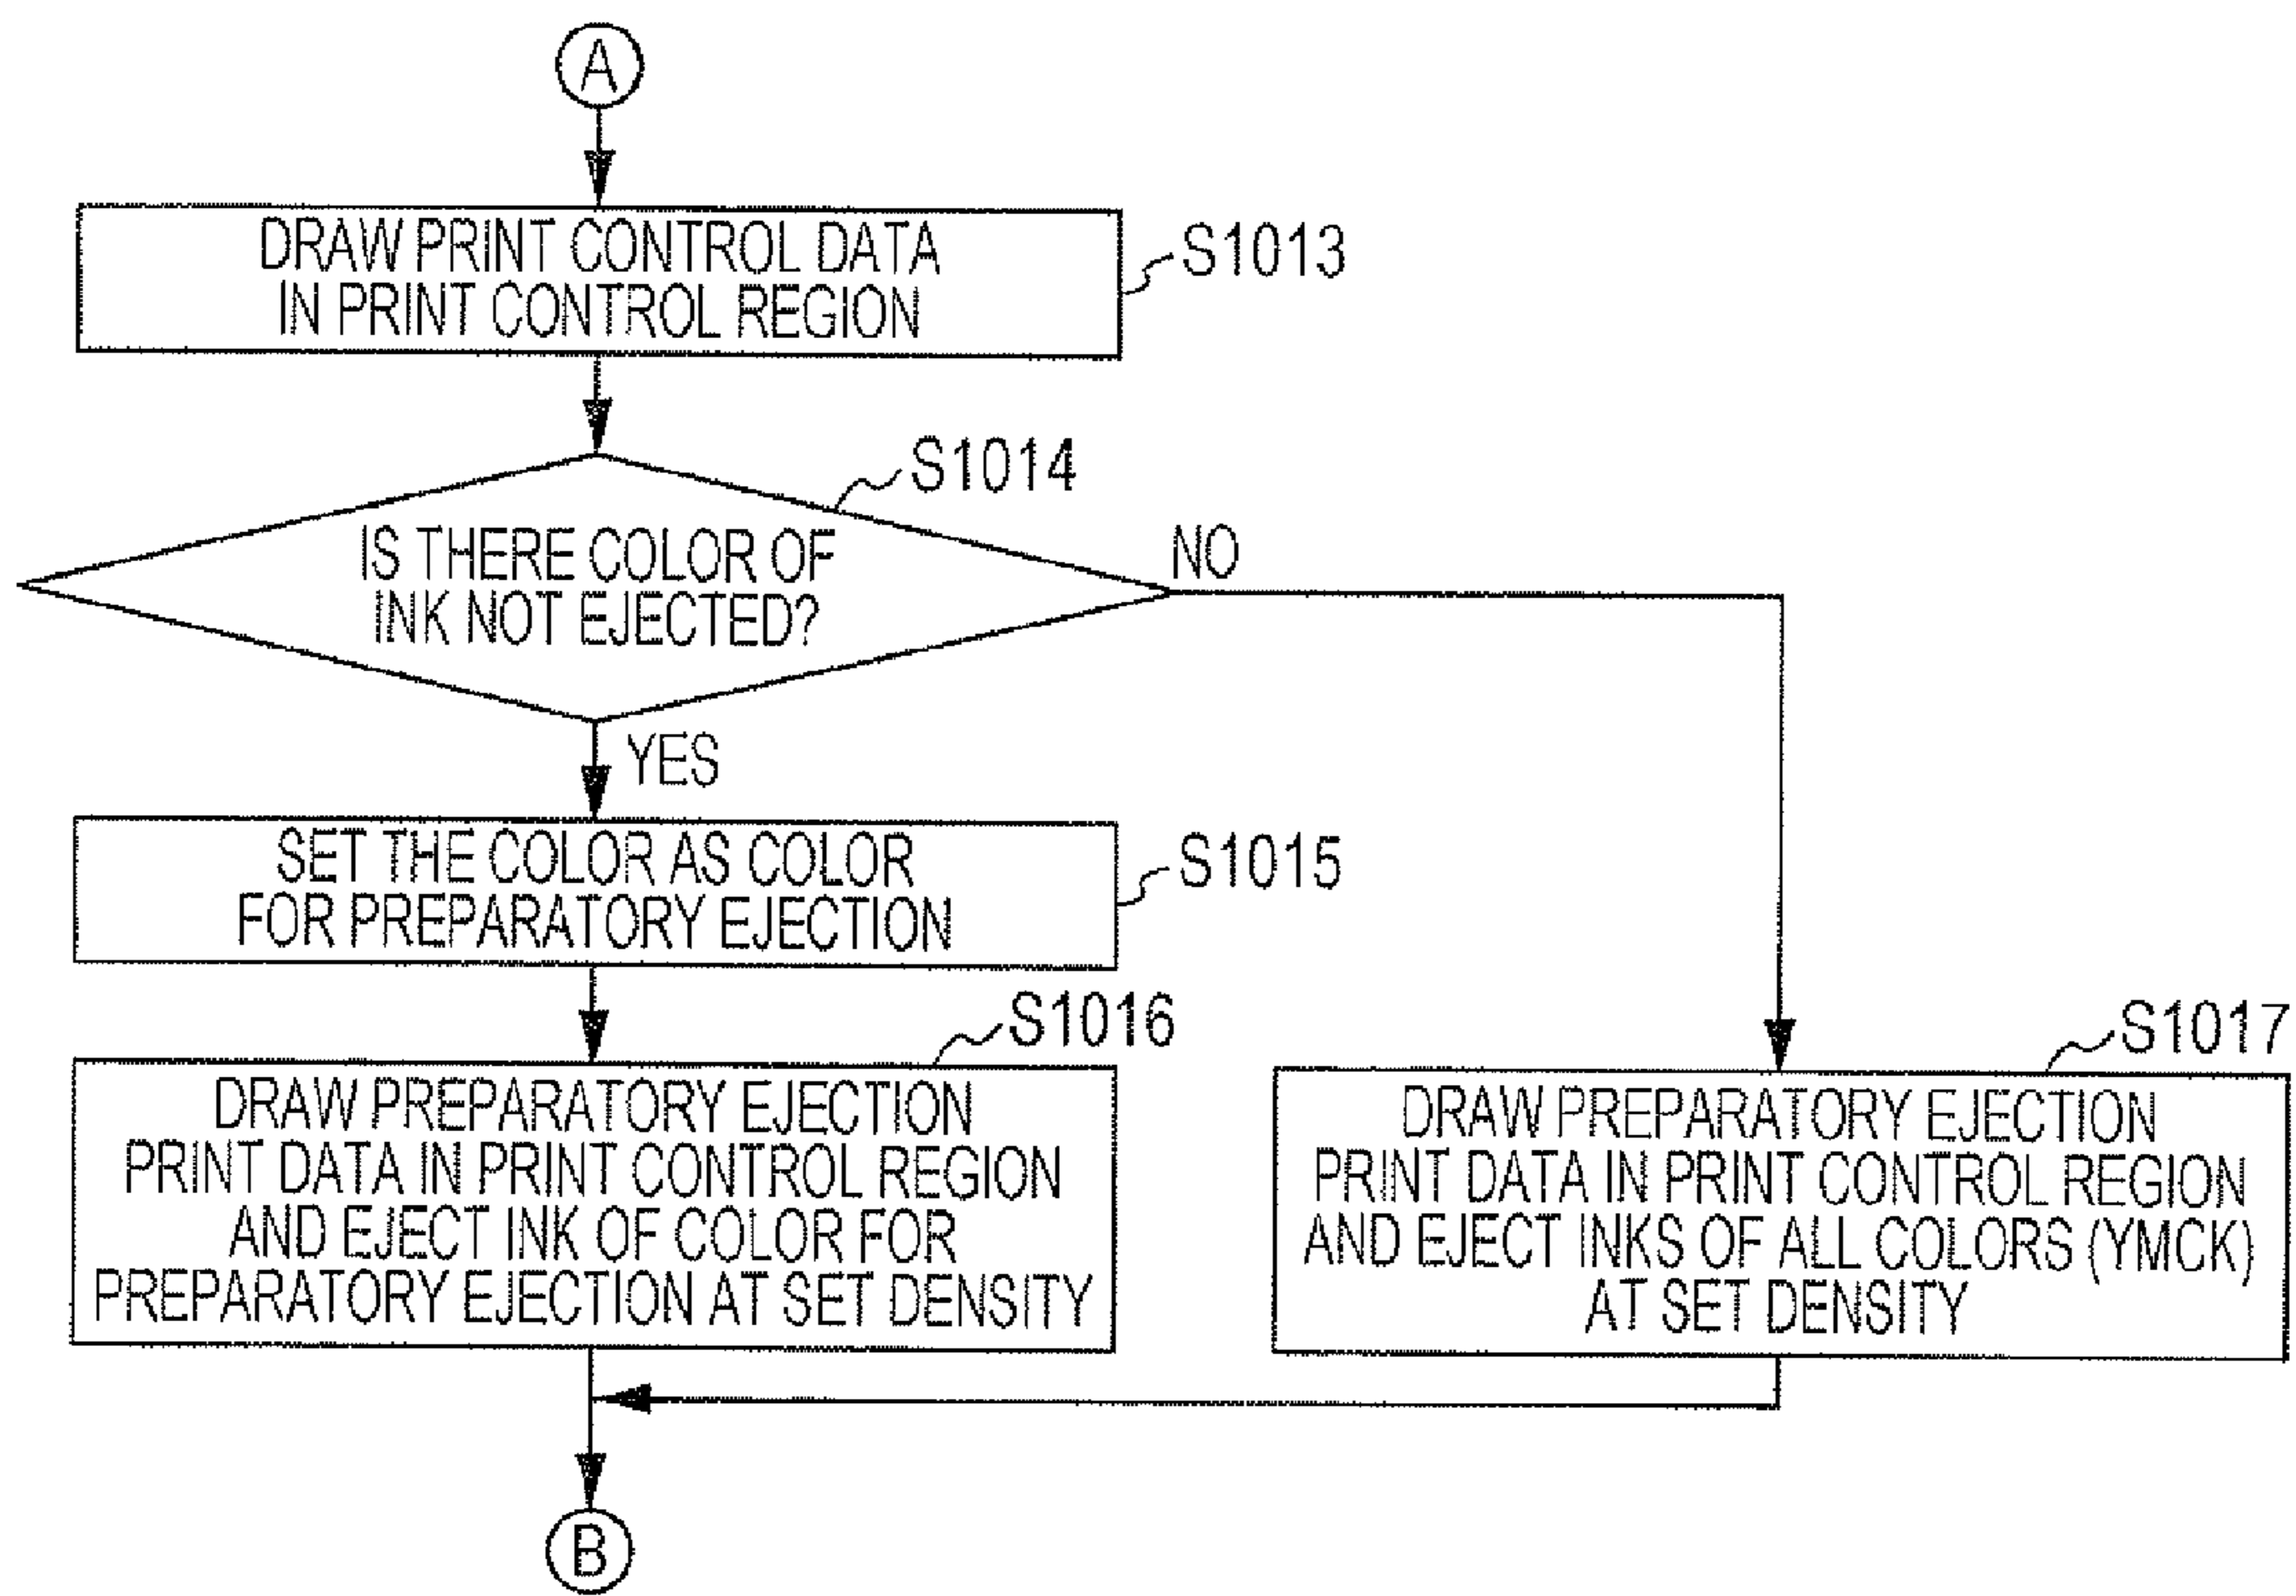 A
DRAW PRINT CONTROL DATA
IN PRINT CONTROL REGION
S1013
S1014
IS THERE COLOR OF
INK NOT EJECTED?
NO
YES
SET THE COLOR AS COLOR
FOR PREPARATORY EJECTION
S1015
S1016
DRAW PREPARATORY EJECTION
PRINT DATA IN PRINT CONTROL REGION
AND EJECT INK OF COLOR FOR
PREPARATORY EJECTION AT SET DENSITY
S1017
DRAW PREPARATORY EJECTION
PRINT DATA IN PRINT CONTROL REGION
AND EJECT INKS OF ALL COLORS (YMCK)
AT SET DENSITY
B